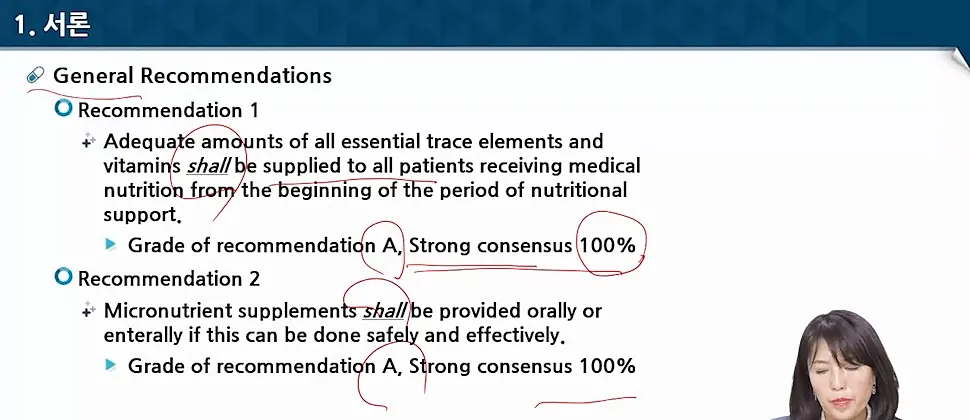 1. 서론
General Recommendations
Recommendation 1
Adequate amounts of all essential trace elements and
vitamins shall be supplied to all patients receiving medical
nutrition from the beginning of the period of nutritional
support.
Grade of recommendation A, Strong consensus 100%
Recommendation 2
Micronutrient supplements shall be provided orally or
enterally if this can be done safely and effectively.
Grade of recommendation A, Strong consensus 100%